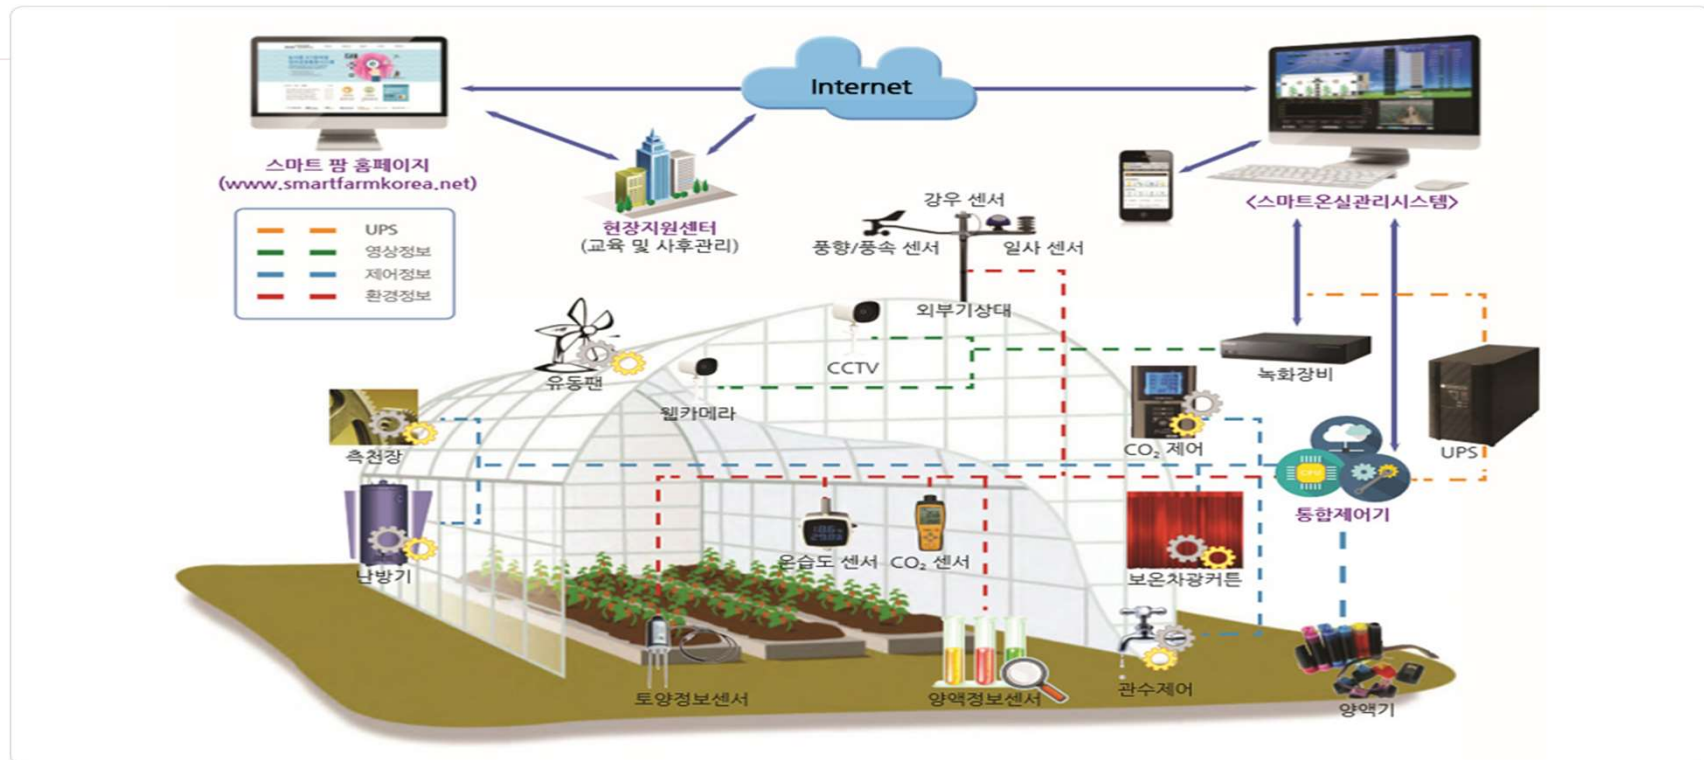 Internet
스마트 팜 홈페이지
(www.smartfarmkorea.net)
현장지원센터
(교육 및 사후관리)
<스마트온실관리시스템>
UPS
영상정보
제어정보
환경정보
강우 센서
풍향/풍속 센서
일사 센서
외부기상대
유동팬
CCTV
웹카메라
녹화장비
UPS
측천장
CO₂ 제어
통합제어기
난방기
온습도 센서
CO₂ 센서
보온차광커튼
토양정보센서
양액정보센서
관수제어
양액기